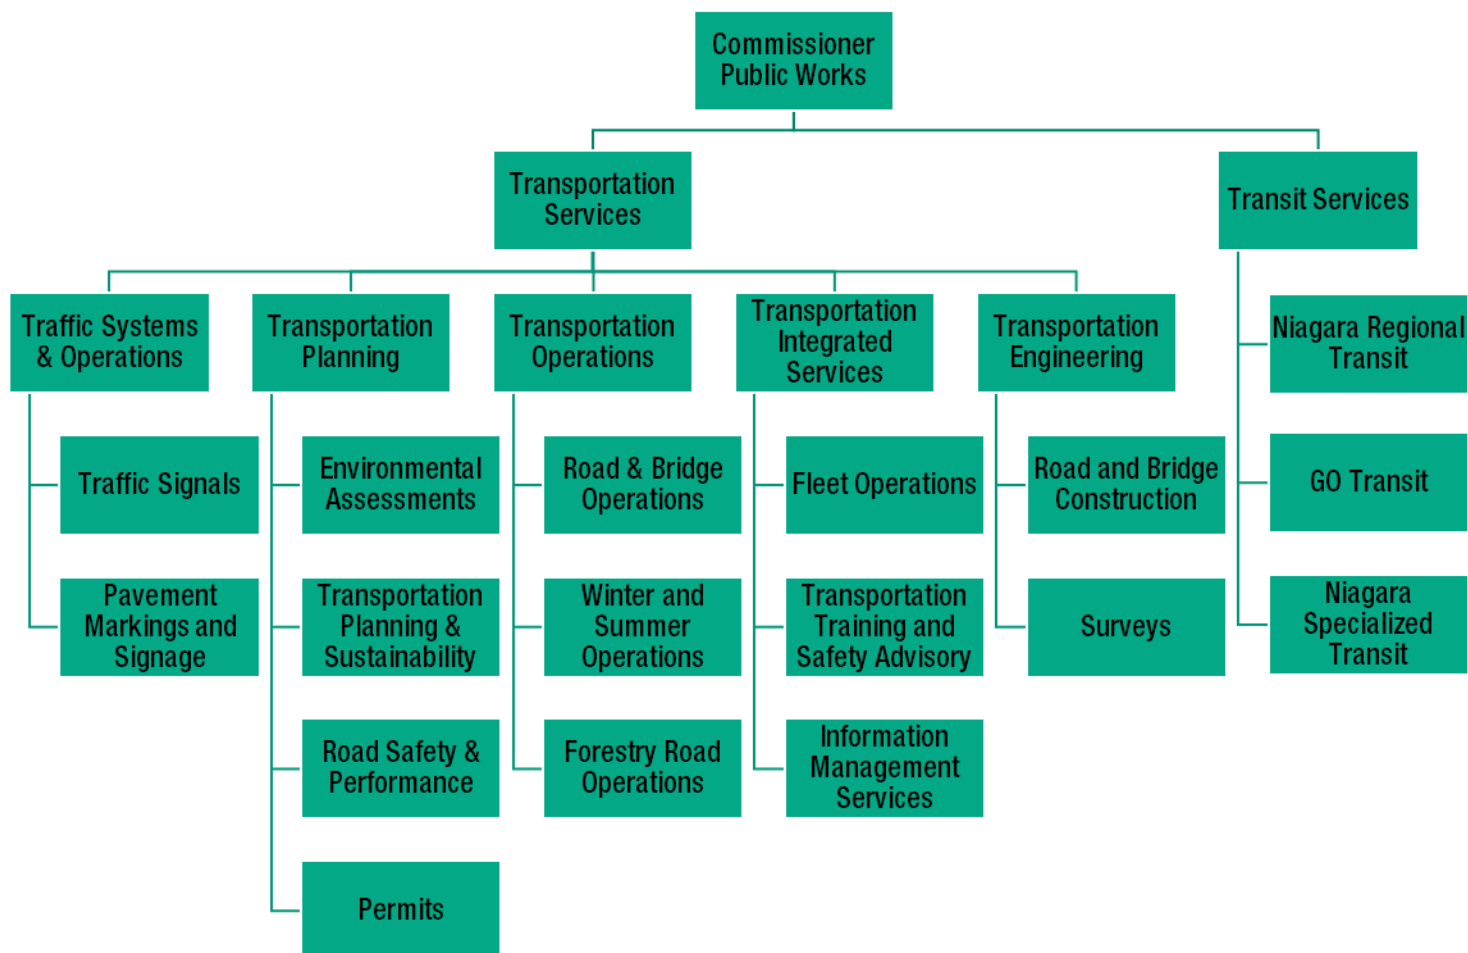 Commissioner
Public Works
Transportation
Services
Transit Services
Traffic Systems
& Operations
Transportation
Planning
Transportation
Operations
Transportation
Integrated
Services
Transportation
Engineering
Niagara Regional
Transit
Traffic Signals
Environmental
Assessments
Road & Bridge
Operations
Fleet Operations
Road and Bridge
Construction
GO Transit
Pavement
Markings and
Signage
Transportation
Planning &
Sustainability
Winter and
Summer
Operations
Transportation
Training and
Safety Advisory
Surveys
Niagara
Specialized
Transit
Road Safety &
Performance
Forestry Road
Operations
Information
Management
Services
Permits